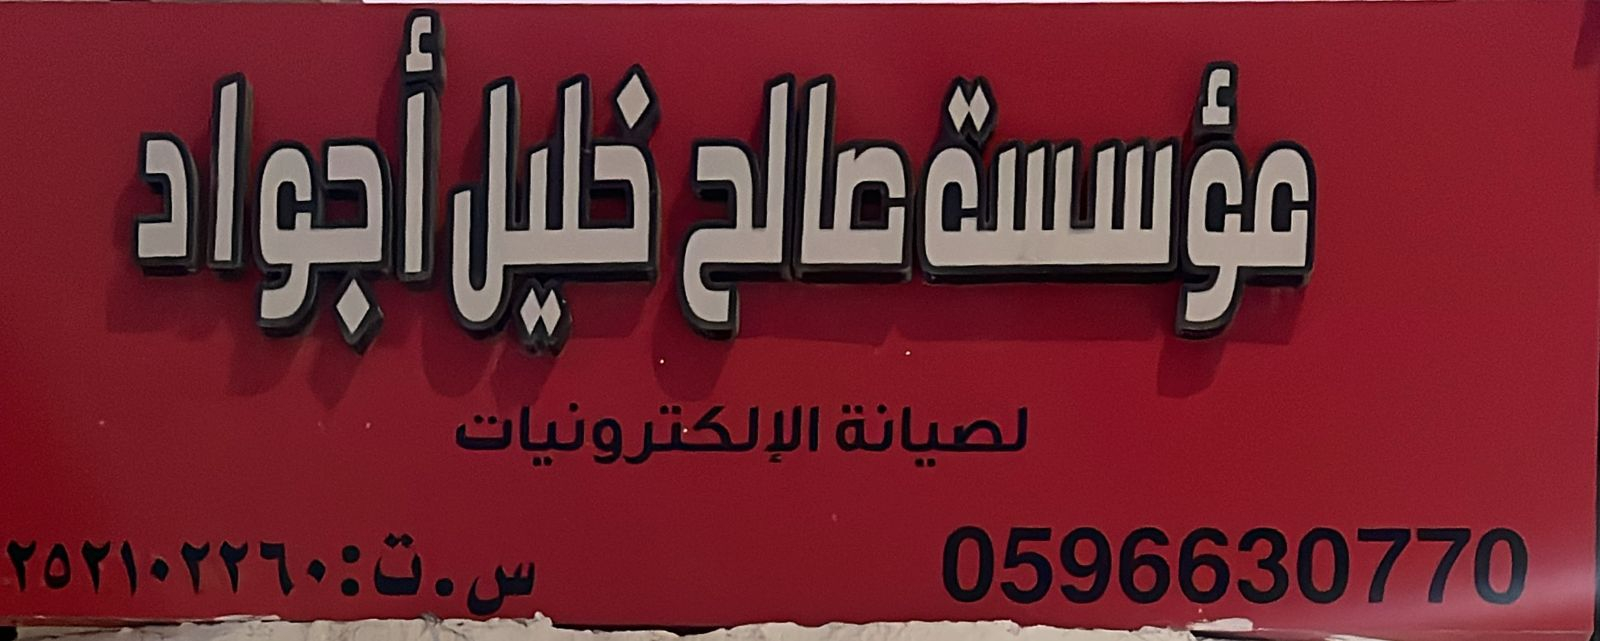 مؤسسة صالح خليل أجواد
لصيانة الإلكترونيات
0596630770
س.ت:٢٥٢١٠٢٢٦٠